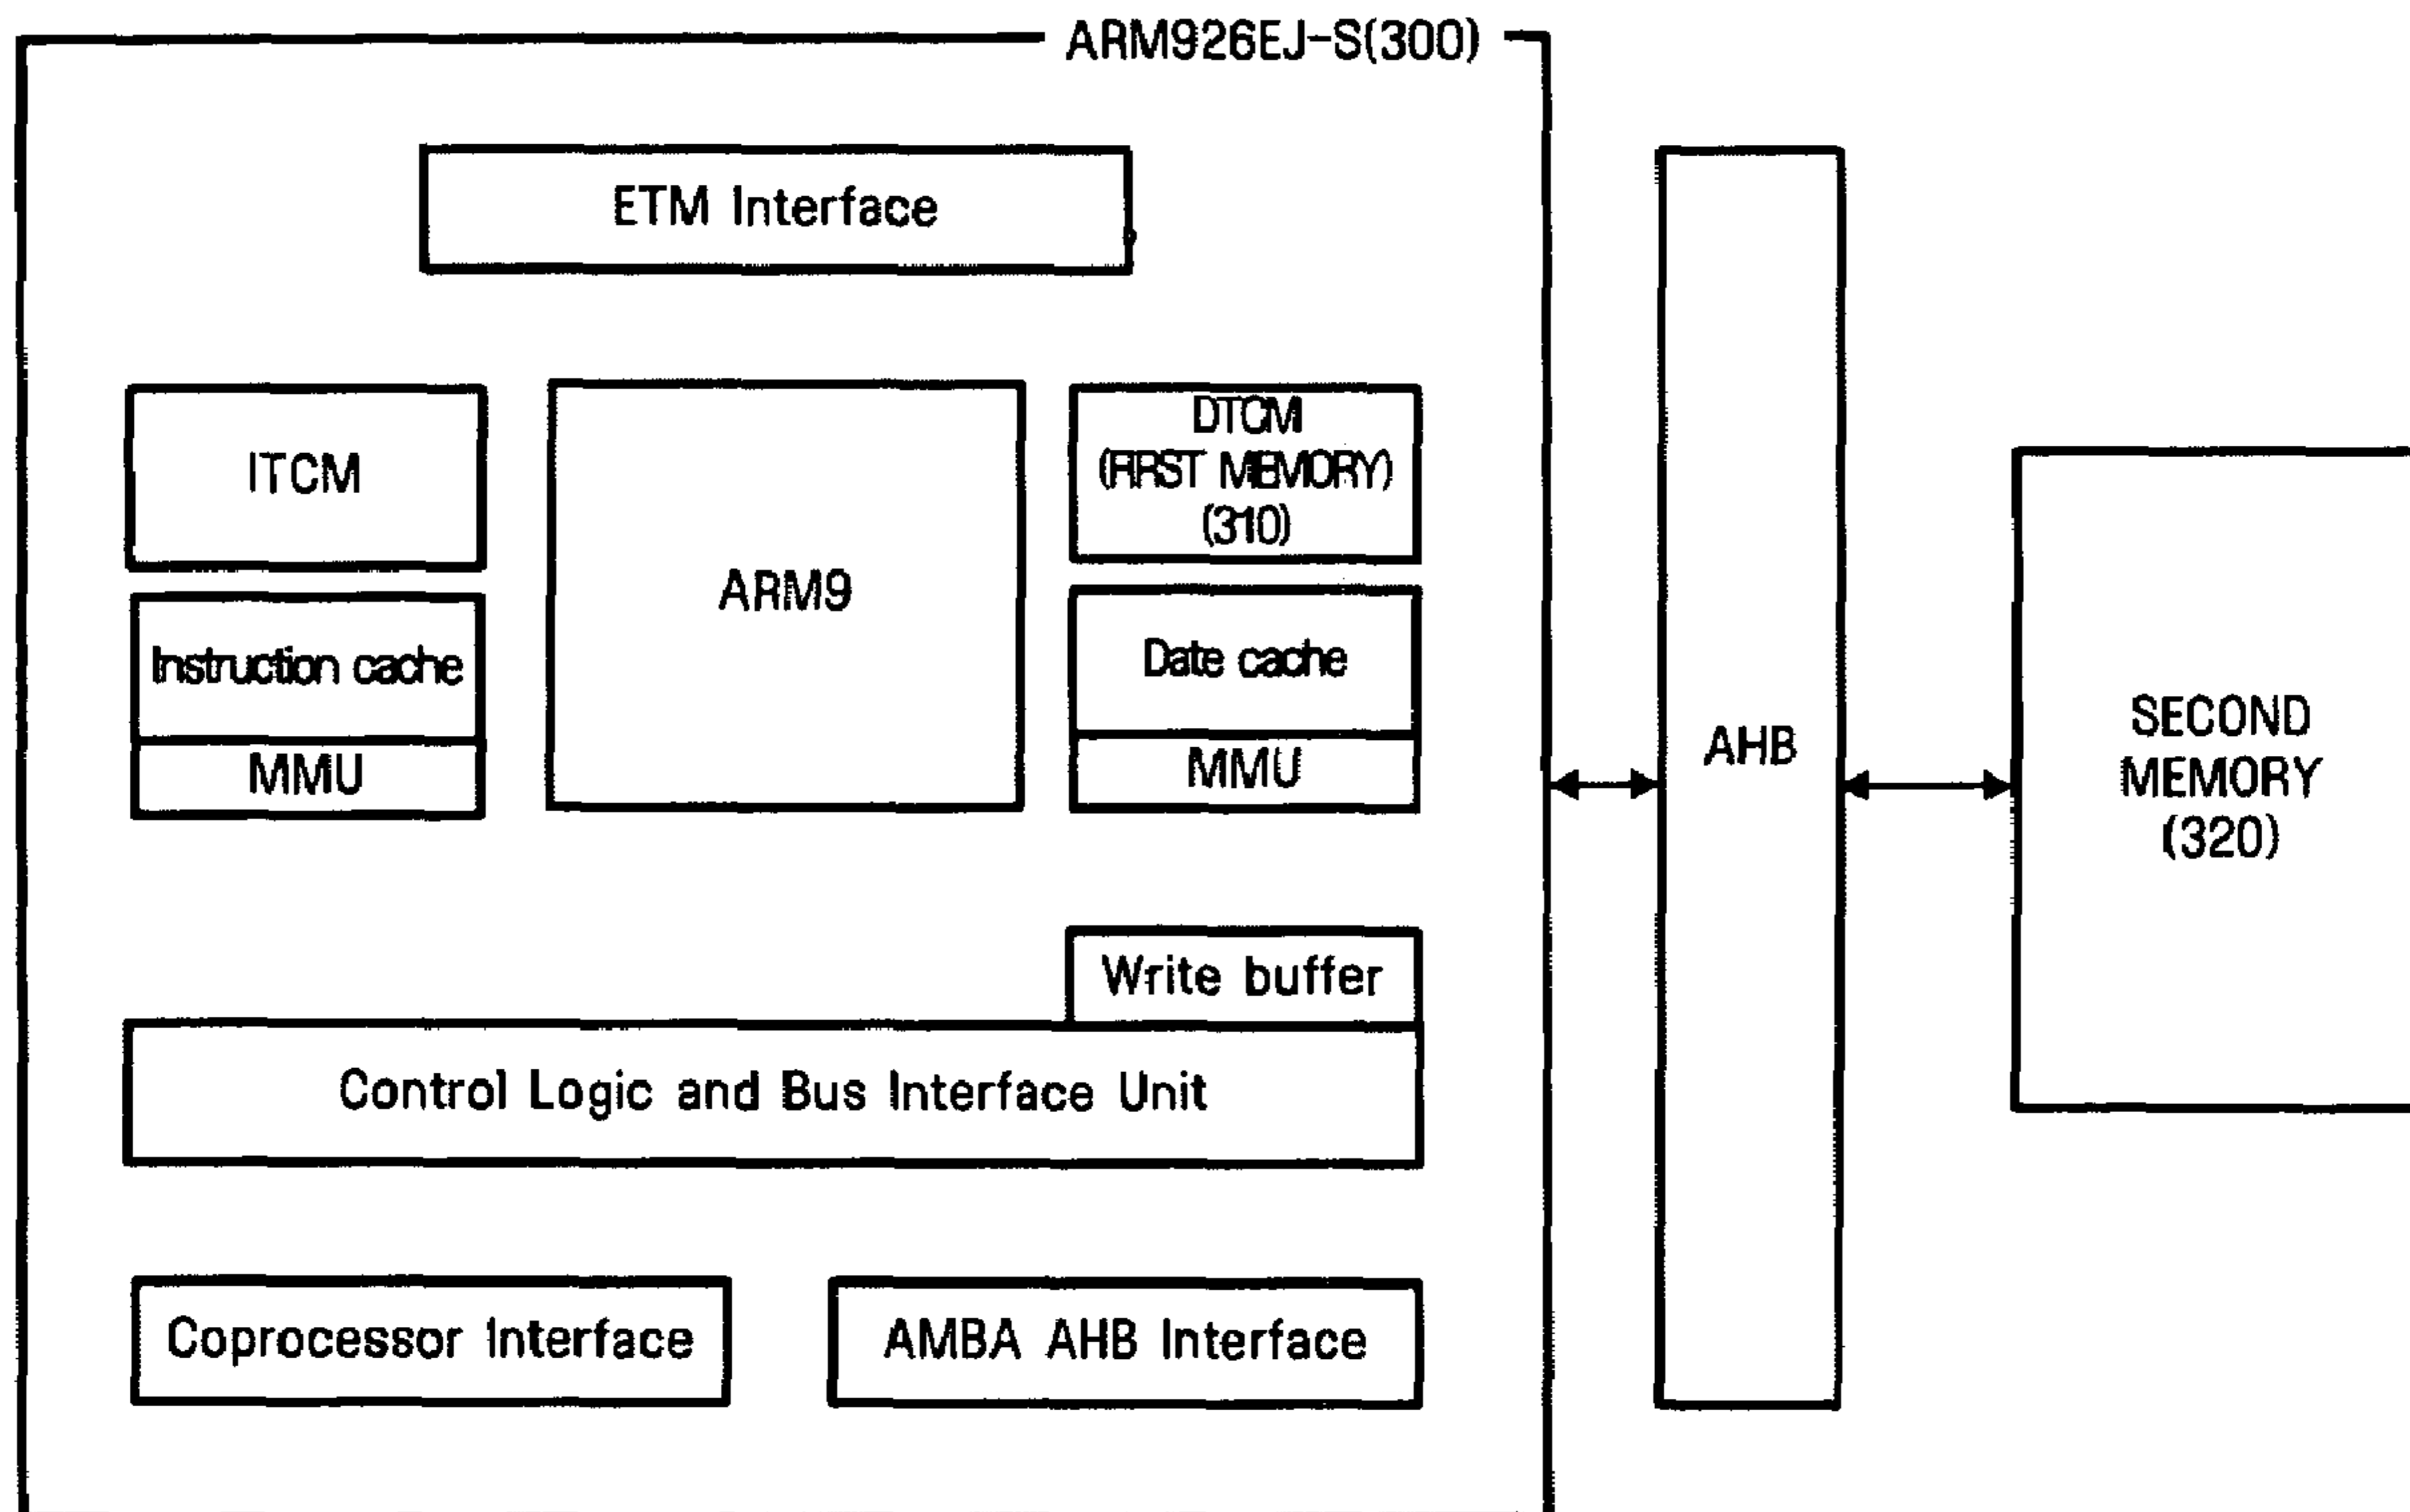 ARM926EJ-S(300)
ETM Interface
ITCM
Instruction cache
MMU
ARM9
DTCM
(FIRST MEMORY)
(310)
Date cache
MMU
Write buffer
Control Logic and Bus Interface Unit
Coprocessor Interface
AMBA AHB Interface
AHB
SECOND
MEMORY
(320)